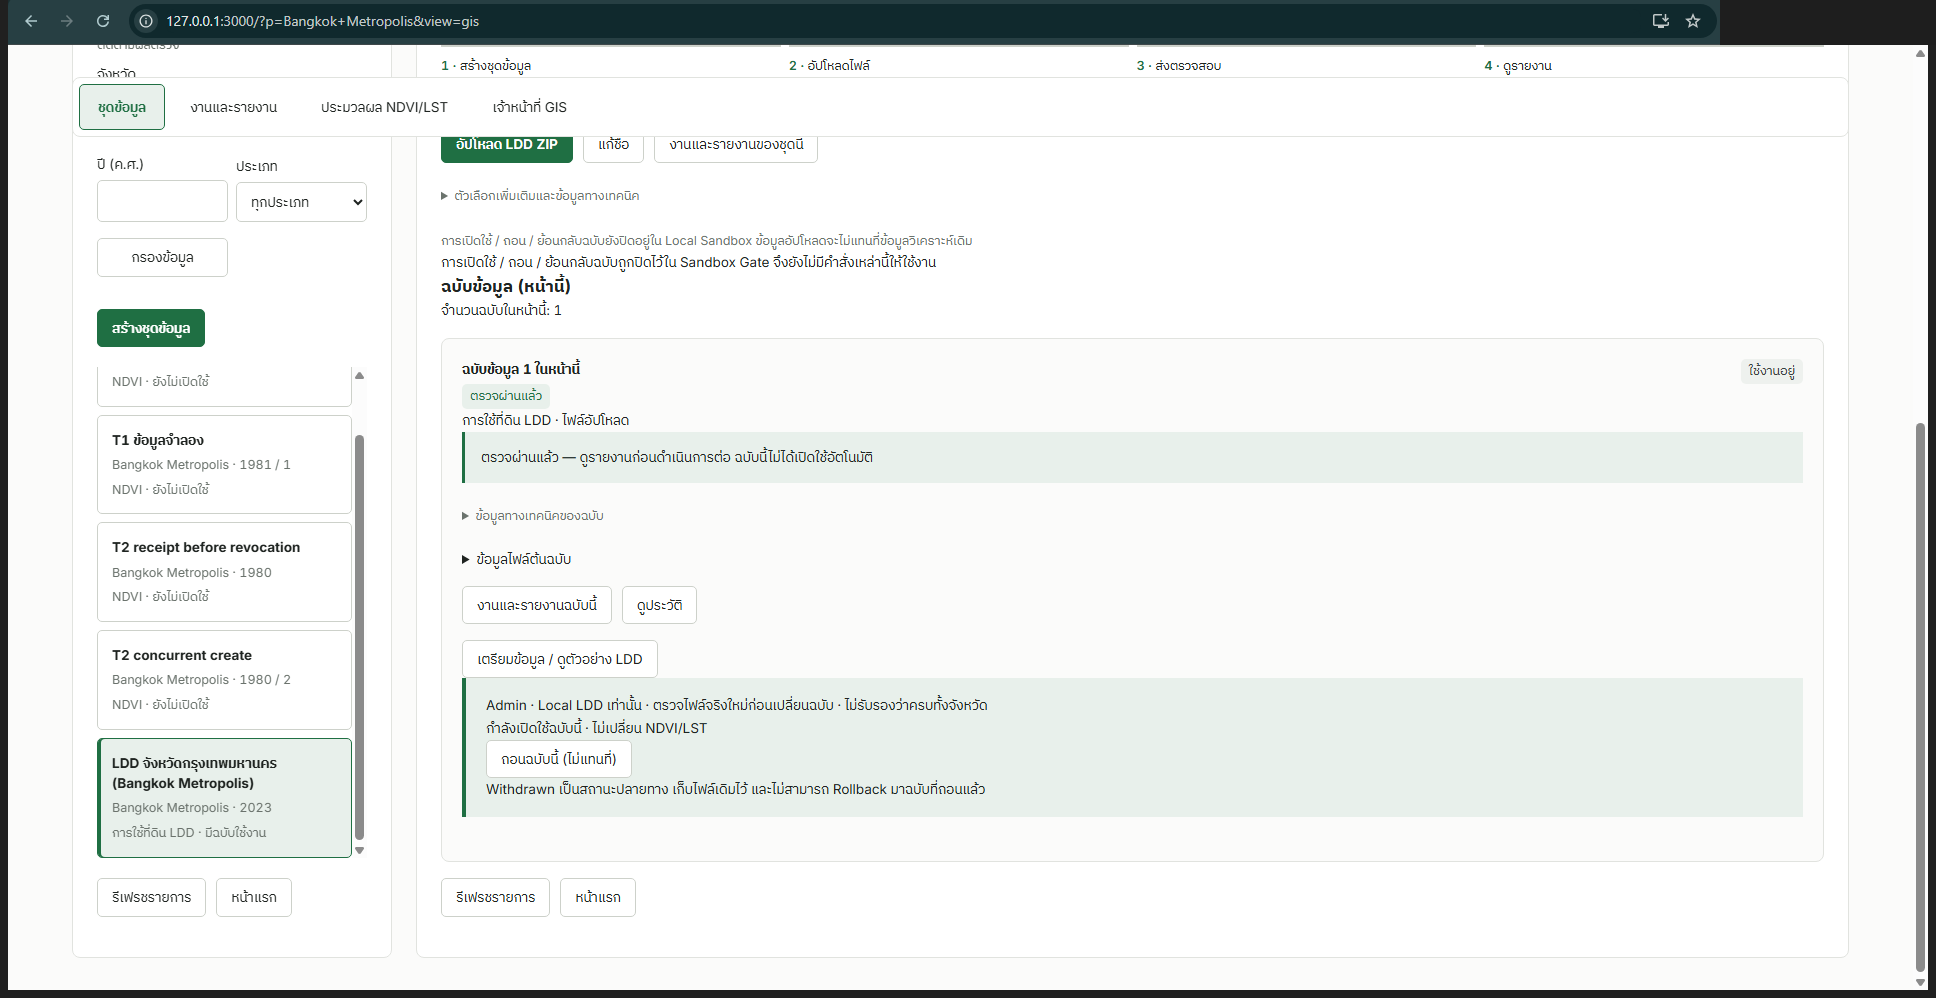 127.0.0.1:3000/?p=Bangkok+Metropolis&view=gis
จังหวัด
1 · สร้างชุดข้อมูล
2 · อัปโหลดไฟล์
3 · ส่งตรวจสอบ
4 · ดูรายงาน
ชุดข้อมูล
งานและรายงาน
ประมวลผล NDVI/LST
เจ้าหน้าที่ GIS
อัปโหลด LDD ZIP
แก้ชื่อ
งานและรายงานของชุดนี้
ปี (ค.ศ.)
ประเภท
ทุกประเภท
กรองข้อมูล
สร้างชุดข้อมูล
NDVI · ยังไม่เปิดใช้
T1 ข้อมูลจำลอง
Bangkok Metropolis · 1981 / 1
NDVI · ยังไม่เปิดใช้
T2 receipt before revocation
Bangkok Metropolis · 1980
NDVI · ยังไม่เปิดใช้
T2 concurrent create
Bangkok Metropolis · 1980 / 2
NDVI · ยังไม่เปิดใช้
LDD จังหวัดกรุงเทพมหานคร
(Bangkok Metropolis)
Bangkok Metropolis · 2023
การใช้ที่ดิน LDD · มีฉบับใช้งาน
รีเฟรชรายการ
หน้าแรก
ตัวเลือกเพิ่มเติมและข้อมูลทางเทคนิค
การเปิดใช้ / ถอน / ย้อนกลับฉบับยังปิดอยู่ใน Local Sandbox ข้อมูลอัปโหลดจะไม่แทนที่ข้อมูลวิเคราะห์เดิม
การเปิดใช้ / ถอน / ย้อนกลับฉบับถูกปิดไว้ใน Sandbox Gate จึงยังไม่มีคำสั่งเหล่านี้ให้ใช้งาน
ฉบับข้อมูล (หน้านี้)
จำนวนฉบับในหน้านี้: 1
ฉบับข้อมูล 1 ในหน้านี้
ใช้งานอยู่
ตรวจผ่านแล้ว
การใช้ที่ดิน LDD · ไฟล์อัปโหลด
ตรวจผ่านแล้ว — ดูรายงานก่อนดำเนินการต่อ ฉบับนี้ไม่ได้เปิดใช้อัตโนมัติ
ข้อมูลทางเทคนิคของฉบับ
ข้อมูลไฟล์ต้นฉบับ
งานและรายงานฉบับนี้
ดูประวัติ
เตรียมข้อมูล / ดูตัวอย่าง LDD
Admin · Local LDD เท่านั้น · ตรวจไฟล์จริงใหม่ก่อนเปลี่ยนฉบับ · ไม่รับรองว่าครบทั้งจังหวัด
กำลังเปิดใช้ฉบับนี้ · ไม่เปลี่ยน NDVI/LST
ถอนฉบับนี้ (ไม่แทนที่)
Withdrawn เป็นสถานะปลายทาง เก็บไฟล์เดิมไว้ และไม่สามารถ Rollback มาฉบับที่ถอนแล้ว
รีเฟรชรายการ
หน้าแรก